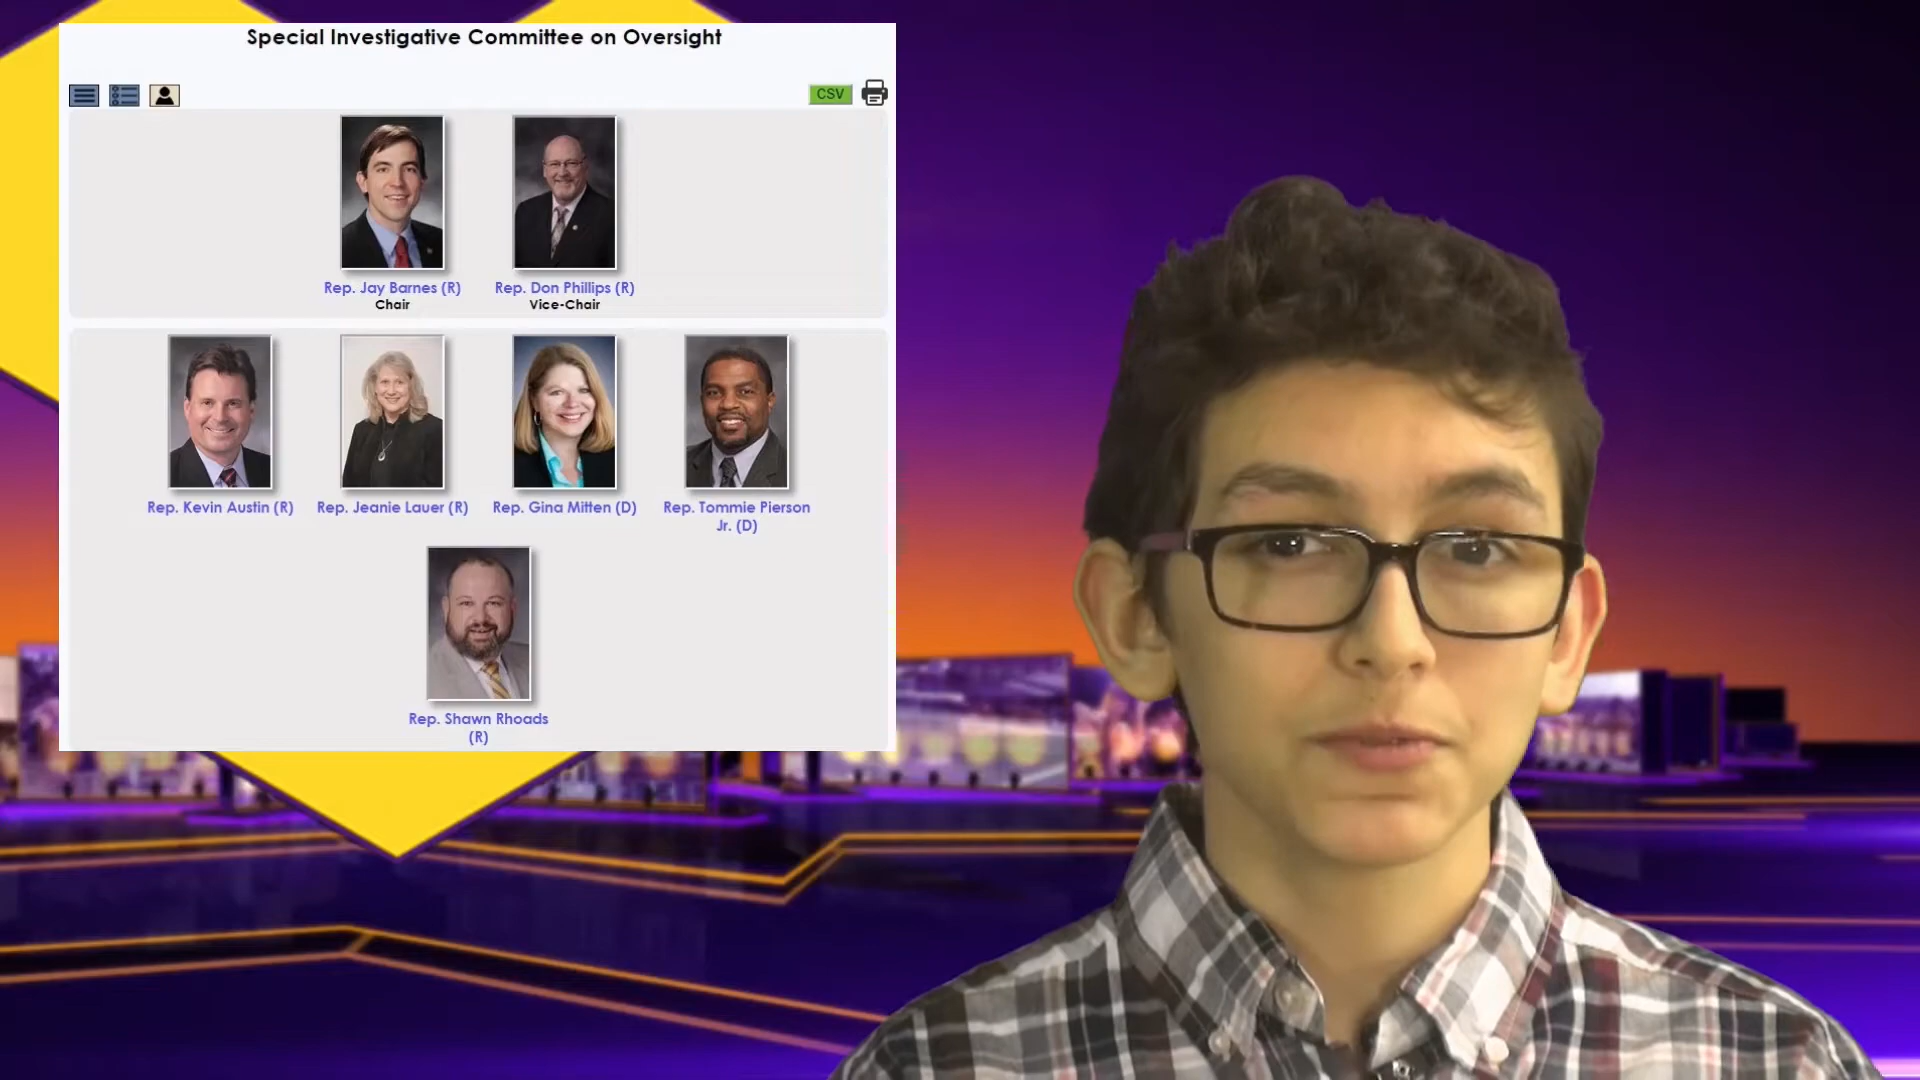 Special Investigative Committee on Oversight
CSV
Rep. Jay Barnes (R)
Chair
Rep. Don Phillips (R)
Vice-Chair
Rep. Kevin Austin (R)
Rep. Jeanie Lauer (R)
Rep. Gina Mitten (D)
Rep. Tommie Pierson
Jr. (D)
Rep. Shawn Rhoads
(R)